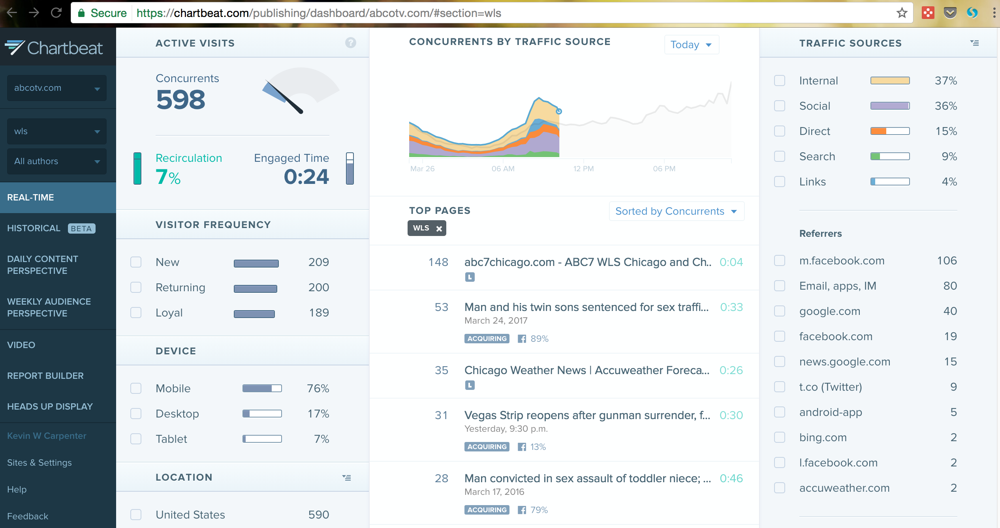 Secure https://chartbeat.com/publishing/dashboard/abcotv.com/#section=wls
Chartbeat
abcotv.com
wls
All authors
REAL-TIME
HISTORICAL BETA
DAILY CONTENT
PERSPECTIVE
WEEKLY AUDIENCE
PERSPECTIVE
VIDEO
REPORT BUILDER
HEADS UP DISPLAY
Kevin W Carpenter
Sites & Settings
Help
Feedback
ACTIVE VISITS ?
Concurrents
598
Recirculation
7%
Engaged Time
0:24
VISITOR FREQUENCY
New 209
Returning 200
Loyal 189
DEVICE
Mobile 76%
Desktop 17%
Tablet 7%
LOCATION
United States 590
CONCURRENTS BY TRAFFIC SOURCE Today
Mar 26 06 AM 12 PM 06 PM
TOP PAGES Sorted by Concurrents
WLS ×
148 abc7chicago.com - ABC7 WLS Chicago and Ch.. 0:04
L
53 Man and his twin sons sentenced for sex traffi... 0:33
March 24, 2017
ACQUIRING f 89%
35 Chicago Weather News | Accuweather Foreca... 0:26
L
31 Vegas Strip reopens after gunman surrender, f... 0:30
Yesterday, 9:30 p.m.
ACQUIRING f 13%
28 Man convicted in sex assault of toddler niece; ... 0:46
March 17, 2016
ACQUIRING f 79%
TRAFFIC SOURCES
Internal 37%
Social 36%
Direct 15%
Search 9%
Links 4%
Referrers
m.facebook.com 106
Email, apps, IM 80
google.com 40
facebook.com 19
news.google.com 15
t.co (Twitter) 9
android-app 5
bing.com 2
l.facebook.com 2
accuweather.com 2